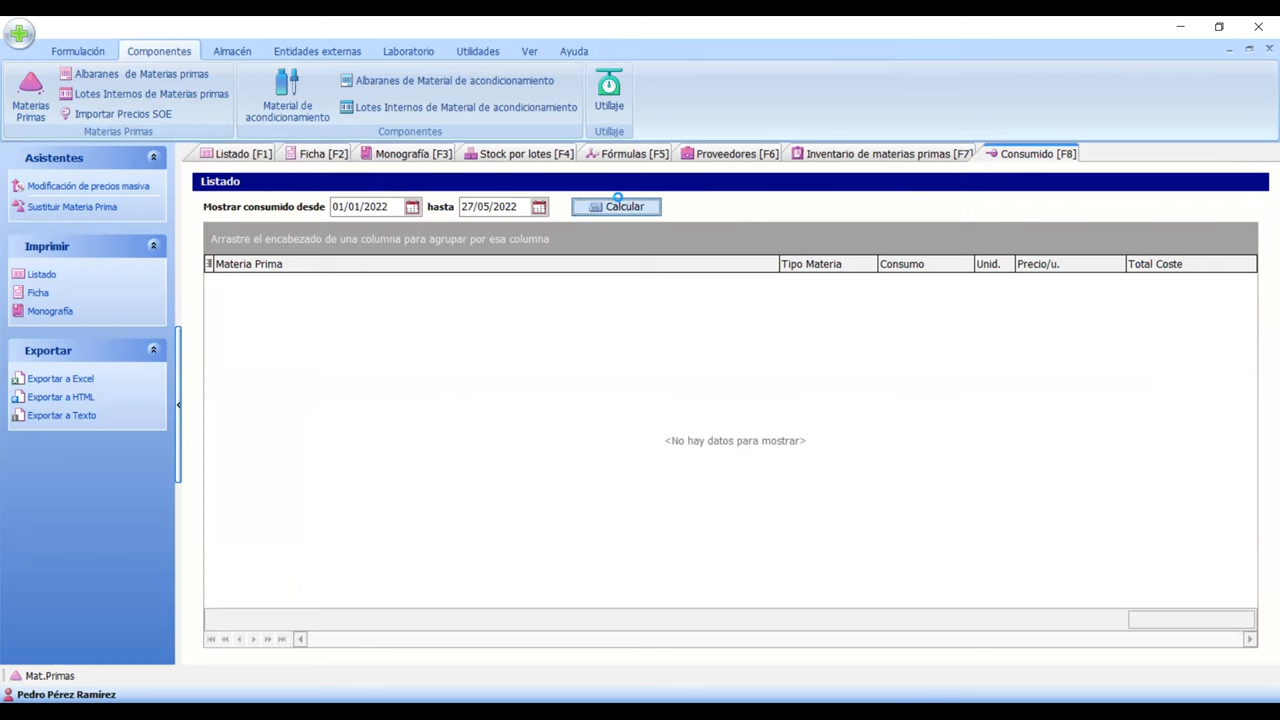 Formulación Componentes Almacén Entidades externas Laboratorio Utilidades Ver Ayuda
Materias Primas
Albaranes de Materias primas
Lotes Internos de Materias primas
Importar Precios SOE
Materias Primas
Material de acondicionamiento
Albaranes de Material de acondicionamiento
Lotes Internos de Material de acondicionamiento
Componentes
Utillaje
Utillaje
Asistentes
Modificación de precios masiva
Sustituir Materia Prima
Imprimir
Listado
Ficha
Monografía
Exportar
Exportar a Excel
Exportar a HTML
Exportar a Texto
Listado [F1] Ficha [F2] Monografía [F3] Stock por lotes [F4] Fórmulas [F5] Proveedores [F6] Inventario de materias primas [F7] Consumido [F8]
Listado
Mostrar consumido desde 01/01/2022 hasta 27/05/2022 Calcular
Arrastre el encabezado de una columna para agrupar por esa columna
Materia Prima Tipo Materia Consumo Unid. Precio/u. Total Coste
<No hay datos para mostrar>
Mat.Primas
Pedro Pérez Ramírez